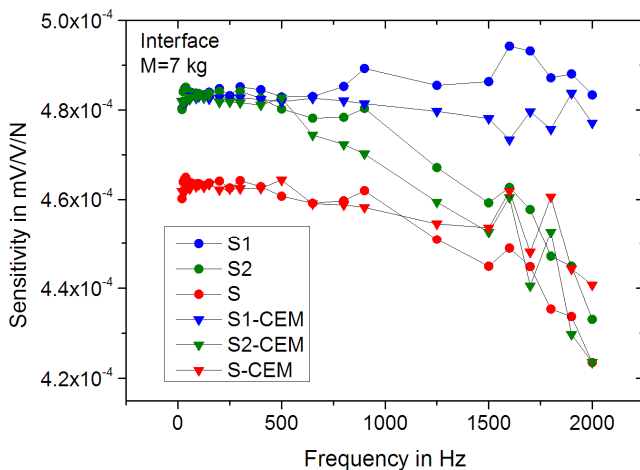 Interface
M=7 kg
Sensitivity in mV/V/N
5.0x10⁻⁴
4.8x10⁻⁴
4.6x10⁻⁴
4.4x10⁻⁴
4.2x10⁻⁴
S1
S2
S
S1-CEM
S2-CEM
S-CEM
0 500 1000 1500 2000
Frequency in Hz